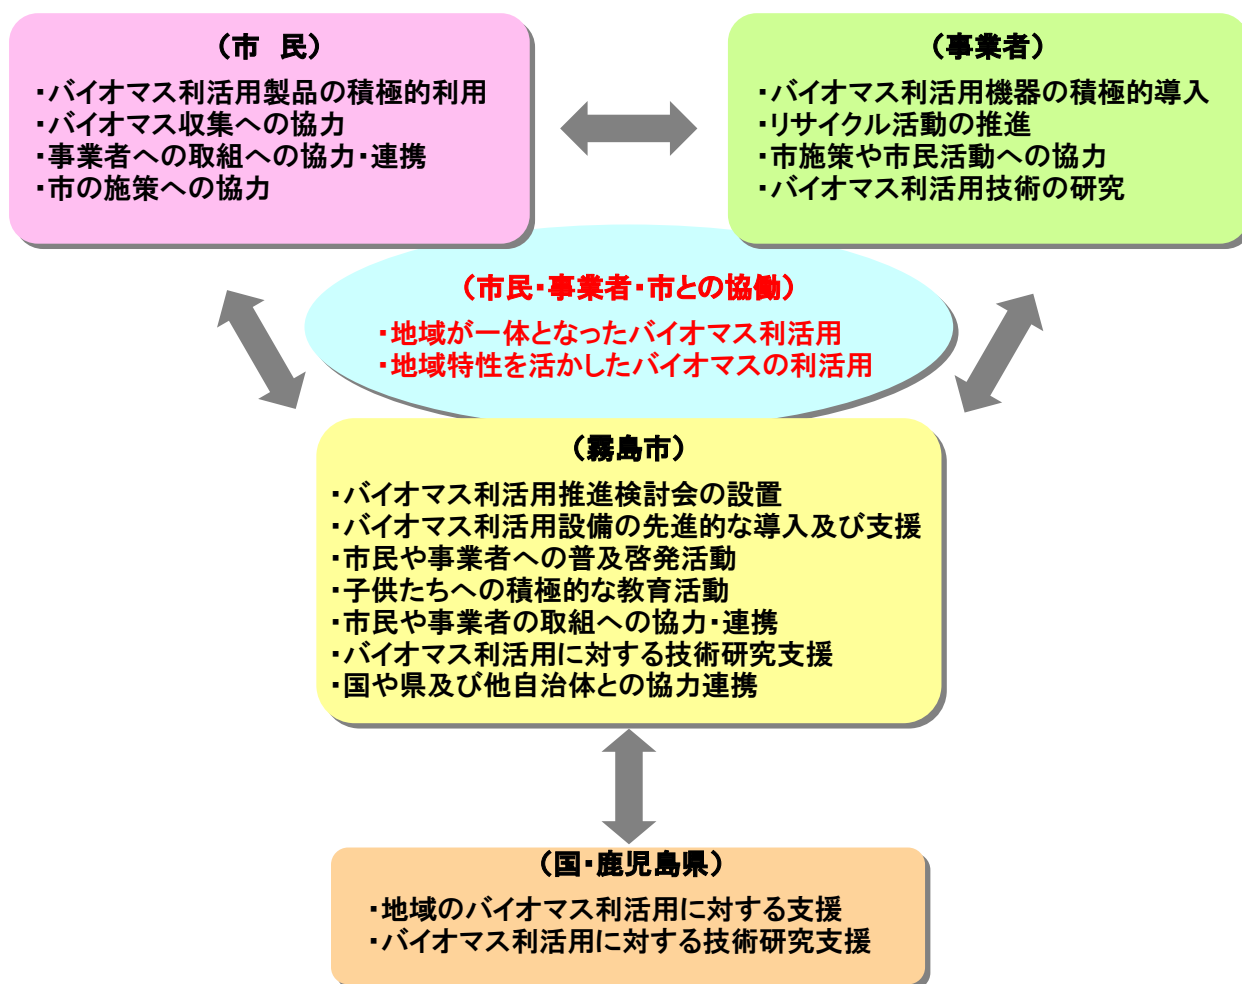 （市　民）
・バイオマス利活用製品の積極的利用
・バイオマス収集への協力
・事業者への取組への協力・連携
・市の施策への協力
（事業者）
・バイオマス利活用機器の積極的導入
・リサイクル活動の推進
・市施策や市民活動への協力
・バイオマス利活用技術の研究
（市民・事業者・市との協働）
・地域が一体となったバイオマス利活用
・地域特性を活かしたバイオマスの利活用
（霧島市）
・バイオマス利活用推進検討会の設置
・バイオマス利活用設備の先進的な導入及び支援
・市民や事業者への普及啓発活動
・子供たちへの積極的な教育活動
・市民や事業者の取組への協力・連携
・バイオマス利活用に対する技術研究支援
・国や県及び他自治体との協力連携
（国・鹿児島県）
・地域のバイオマス利活用に対する支援
・バイオマス利活用に対する技術研究支援